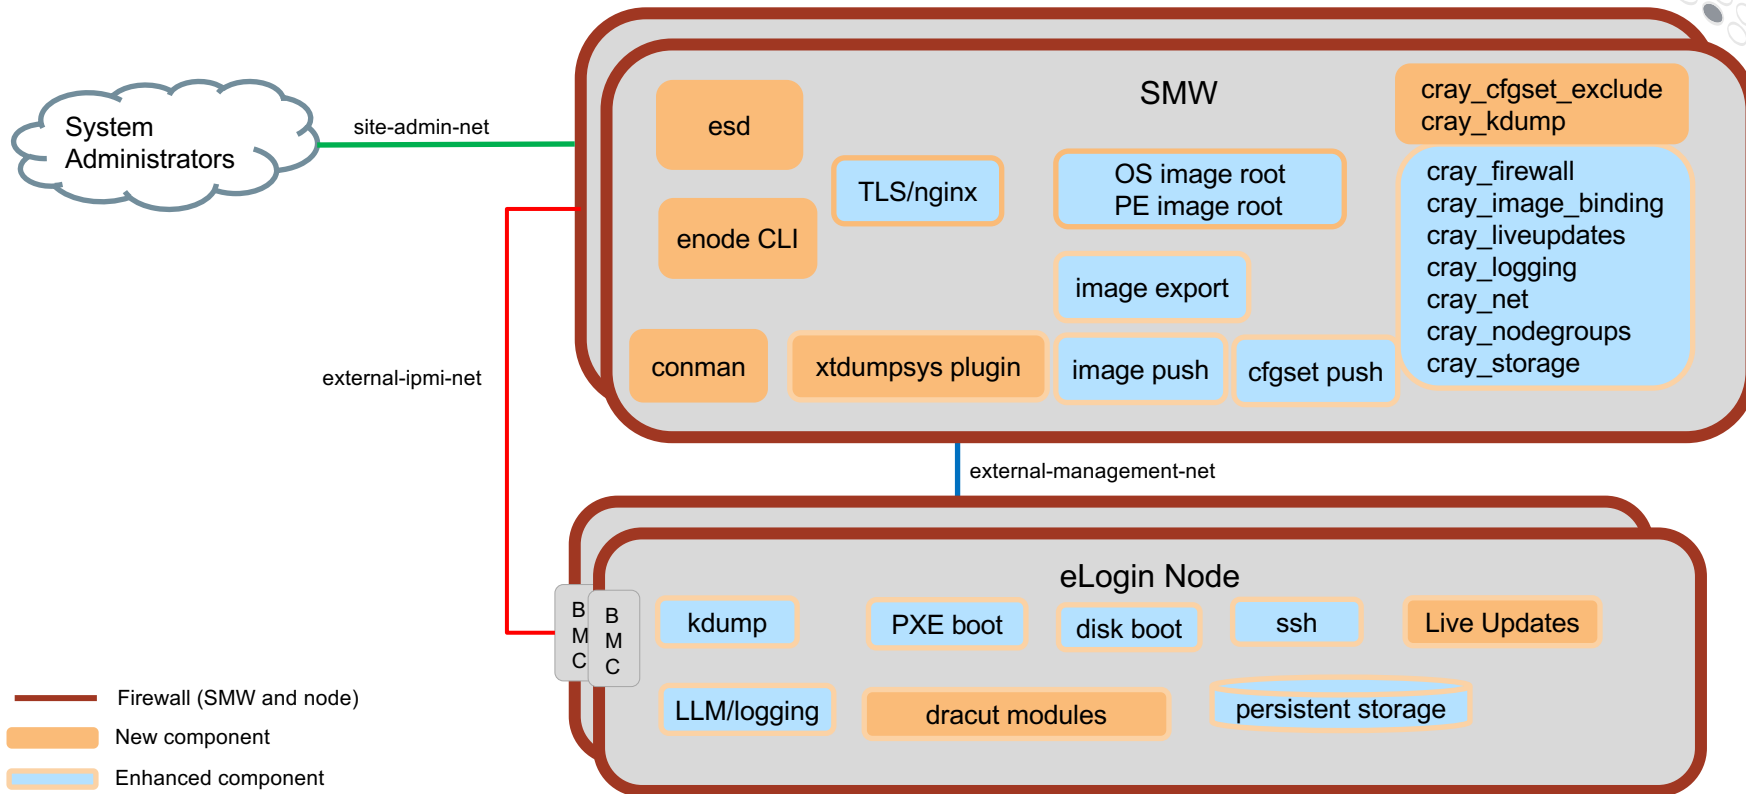 SMW
System
Administrators
site-admin-net
esd
cray_cfgset_exclude
cray_kdump
TLS/nginx
OS image root
PE image root
cray_firewall
cray_image_binding
cray_liveupdates
cray_logging
cray_net
cray_nodegroups
cray_storage
enode CLI
image export
conman
xtdumpsys plugin
image push
cfgset push
external-ipmi-net
external-management-net
eLogin Node
B
M
C
B
M
C
kdump
PXE boot
disk boot
ssh
Live Updates
LLM/logging
dracut modules
persistent storage
Firewall (SMW and node)
New component
Enhanced component